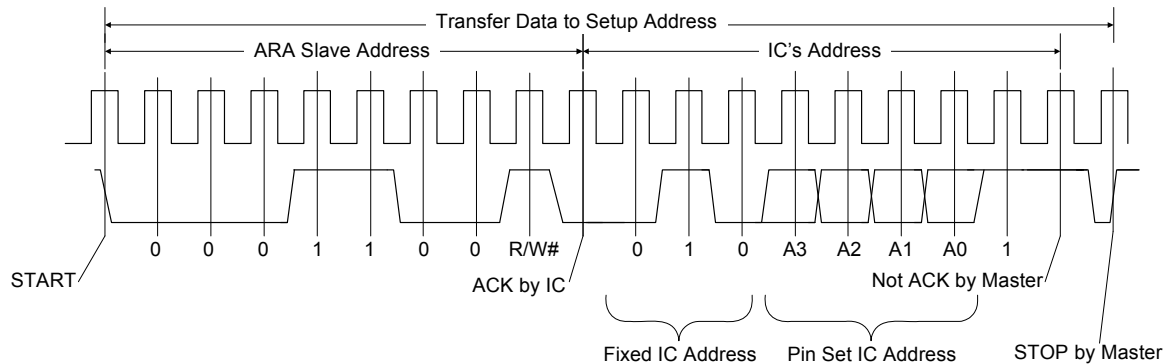 Transfer Data to Setup Address
ARA Slave Address
IC's Address
0 0 0 1 1 0 0 R/W# 0 1 0 A3 A2 A1 A0 1
START
ACK by IC
Not ACK by Master
Fixed IC Address
Pin Set IC Address
STOP by Master